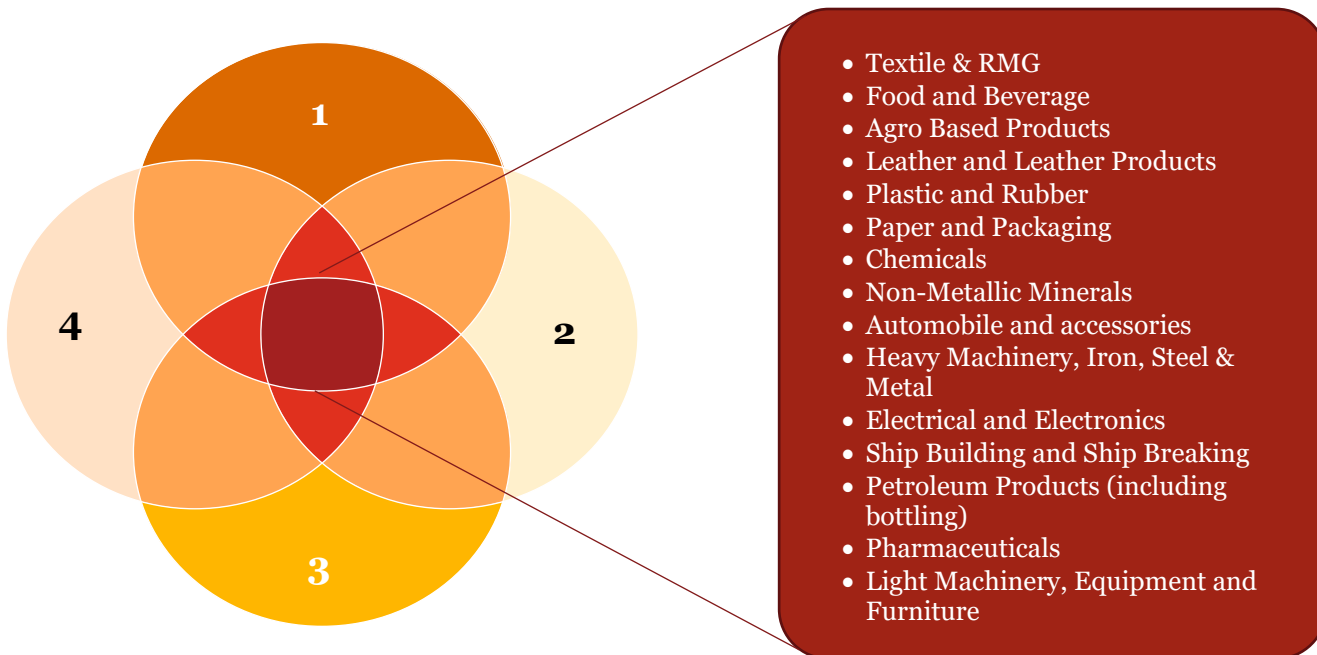 1
4
2
3
• Textile & RMG
• Food and Beverage
• Agro Based Products
• Leather and Leather Products
• Plastic and Rubber
• Paper and Packaging
• Chemicals
• Non-Metallic Minerals
• Automobile and accessories
• Heavy Machinery, Iron, Steel &
Metal
• Electrical and Electronics
• Ship Building and Ship Breaking
• Petroleum Products (including
bottling)
• Pharmaceuticals
• Light Machinery, Equipment and
Furniture